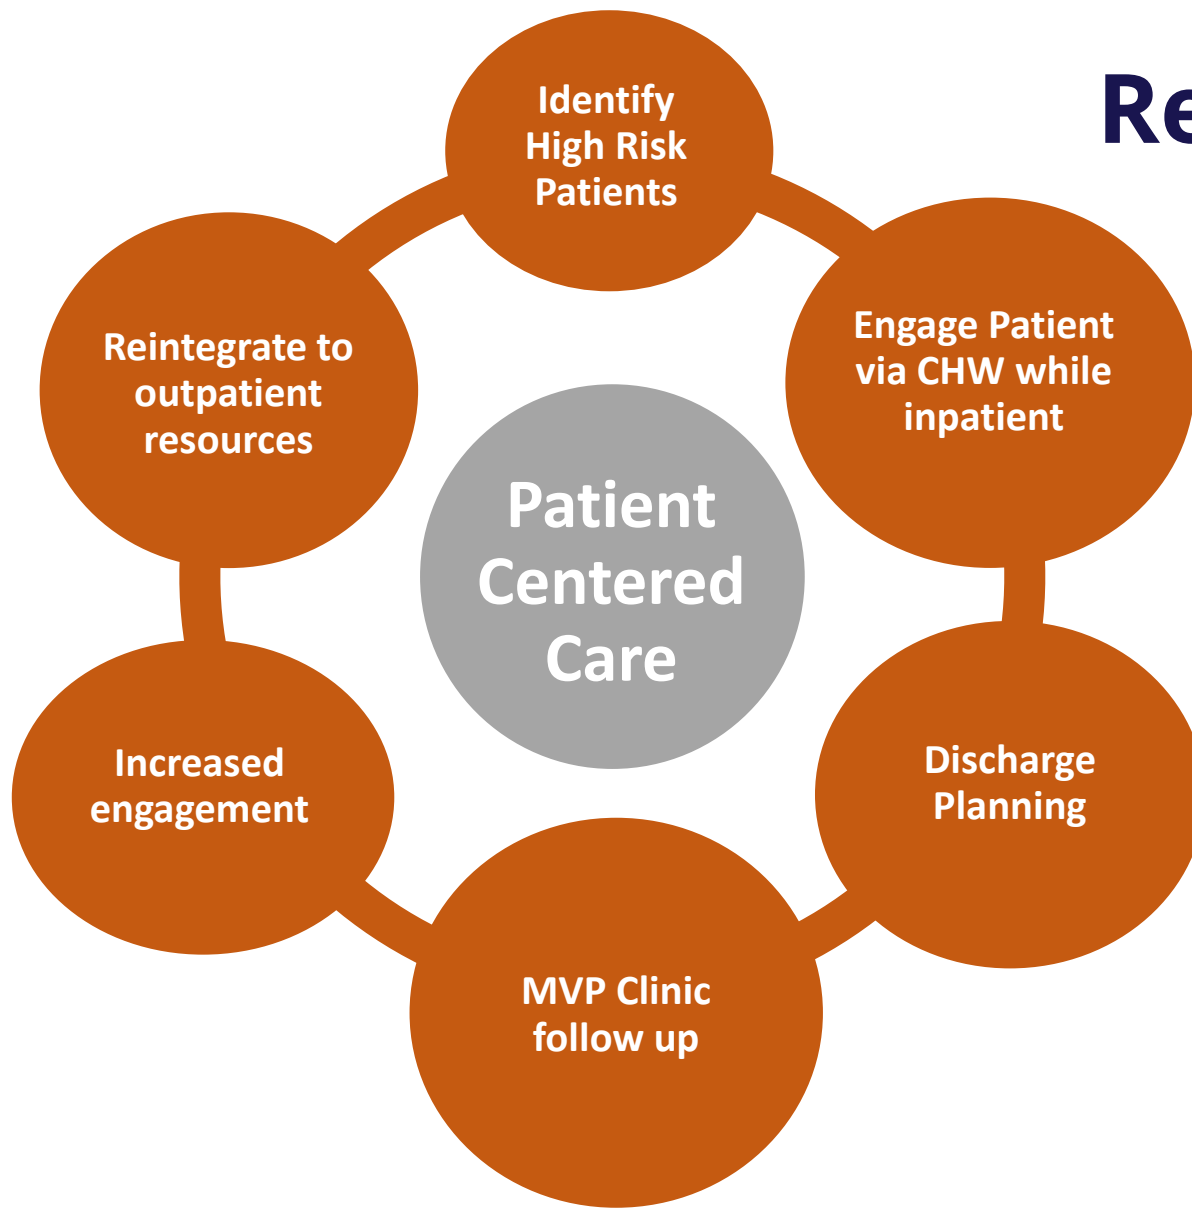 Re
Identify
High Risk
Patients
Engage Patient
via CHW while
inpatient
Discharge
Planning
MVP Clinic
follow up
Increased
engagement
Reintegrate to
outpatient
resources
Patient
Centered
Care